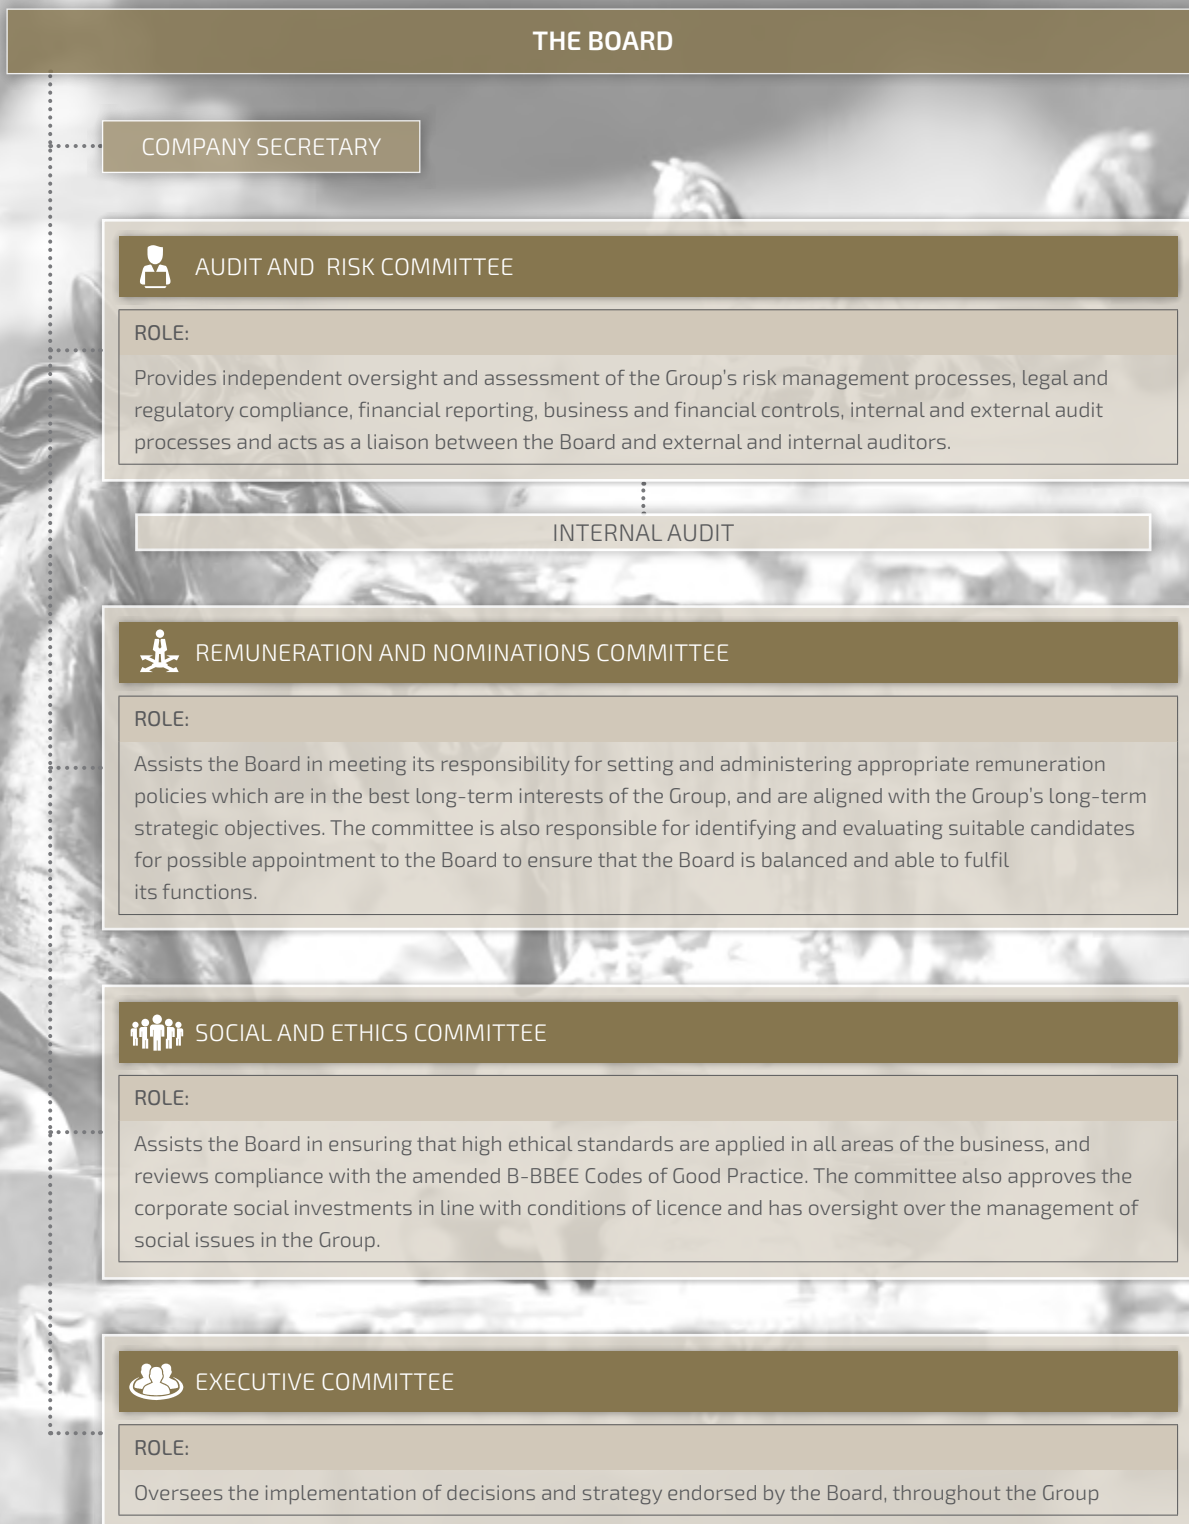 THE BOARD
COMPANY SECRETARY
AUDIT AND RISK COMMITTEE
ROLE:
Provides independent oversight and assessment of the Group's risk management processes, legal and
regulatory compliance, financial reporting, business and financial controls, internal and external audit
processes and acts as a liaison between the Board and external and internal auditors.
INTERNAL AUDIT
REMUNERATION AND NOMINATIONS COMMITTEE
ROLE:
Assists the Board in meeting its responsibility for setting and administering appropriate remuneration
policies which are in the best long-term interests of the Group, and are aligned with the Group's long-term
strategic objectives. The committee is also responsible for identifying and evaluating suitable candidates
for possible appointment to the Board to ensure that the Board is balanced and able to fulfil
its functions.
SOCIAL AND ETHICS COMMITTEE
ROLE:
Assists the Board in ensuring that high ethical standards are applied in all areas of the business, and
reviews compliance with the amended B-BBEE Codes of Good Practice. The committee also approves the
corporate social investments in line with conditions of licence and has oversight over the management of
social issues in the Group.
EXECUTIVE COMMITTEE
ROLE:
Oversees the implementation of decisions and strategy endorsed by the Board, throughout the Group